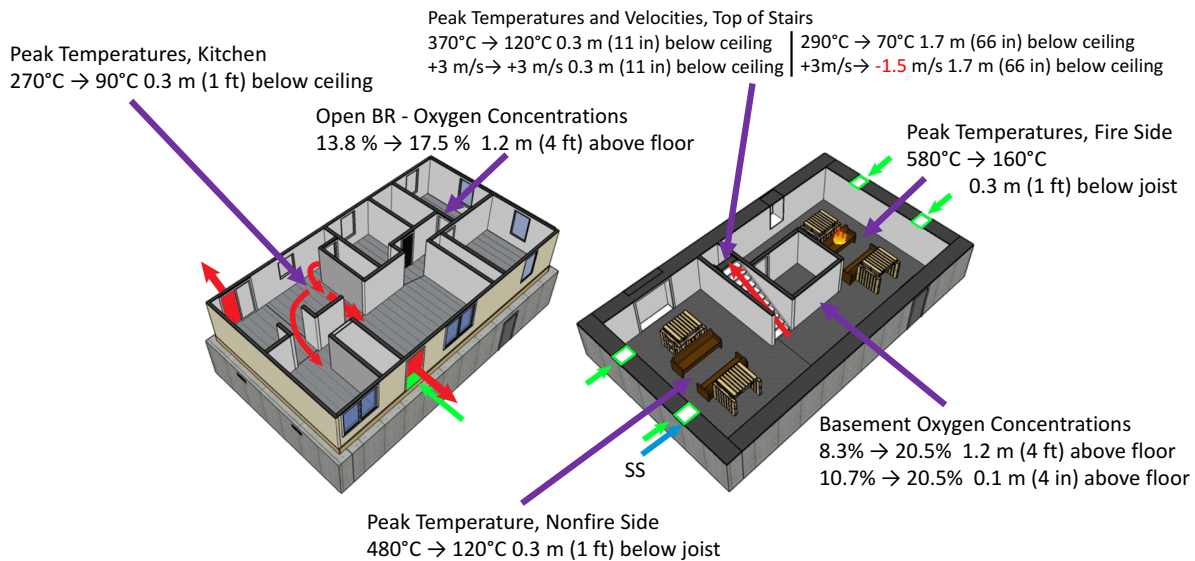 Peak Temperatures and Velocities, Top of Stairs
370°C → 120°C 0.3 m (11 in) below ceiling
+3 m/s→ +3 m/s 0.3 m (11 in) below ceiling
290°C → 70°C 1.7 m (66 in) below ceiling
+3m/s→ -1.5 m/s 1.7 m (66 in) below ceiling
Peak Temperatures, Kitchen
270°C → 90°C 0.3 m (1 ft) below ceiling
Open BR - Oxygen Concentrations
13.8 % → 17.5 % 1.2 m (4 ft) above floor
Peak Temperatures, Fire Side
580°C → 160°C
0.3 m (1 ft) below joist
Basement Oxygen Concentrations
8.3% → 20.5% 1.2 m (4 ft) above floor
10.7% → 20.5% 0.1 m (4 in) above floor
SS
Peak Temperature, Nonfire Side
480°C → 120°C 0.3 m (1 ft) below joist